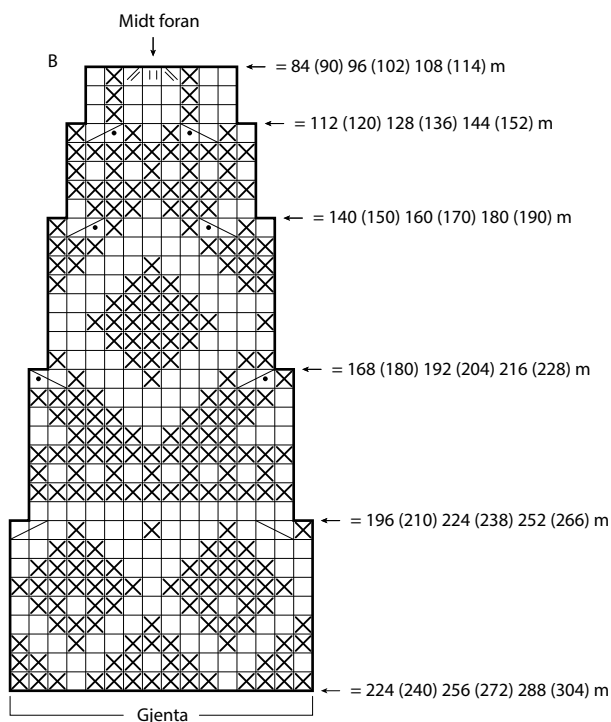 Midt foran
B
= 84 (90) 96 (102) 108 (114) m
= 112 (120) 128 (136) 144 (152) m
= 140 (150) 160 (170) 180 (190) m
= 168 (180) 192 (204) 216 (228) m
= 196 (210) 224 (238) 252 (266) m
= 224 (240) 256 (272) 288 (304) m
Gjenta